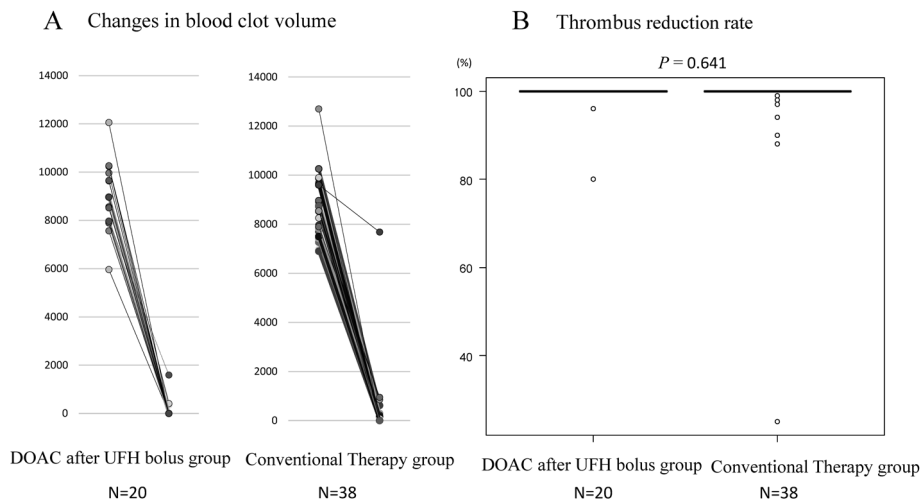 A Changes in blood clot volume
14000
12000
10000
8000
6000
4000
2000
0
DOAC after UFH bolus group
N=20
14000
12000
10000
8000
6000
4000
2000
0
Conventional Therapy group
N=38
B Thrombus reduction rate
P = 0.641
(%)
100
80
60
40
DOAC after UFH bolus group
N=20
Conventional Therapy group
N=38